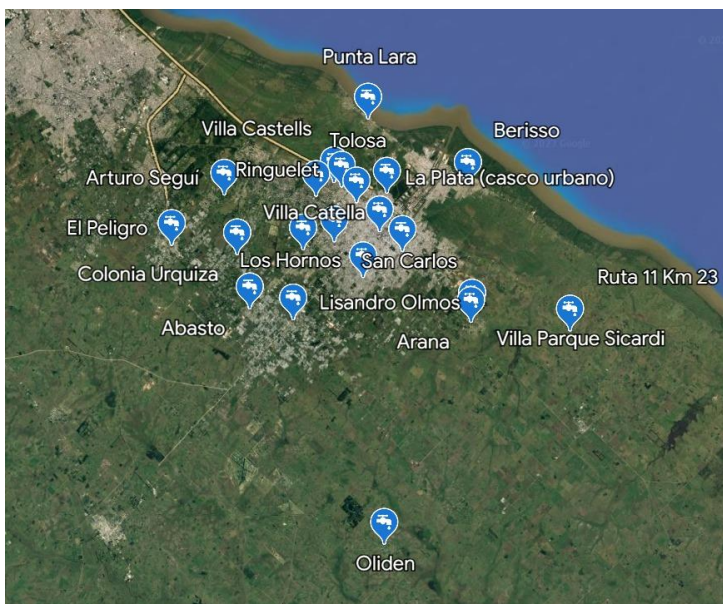 Punta Lara
Villa Castells
Tolosa
Berisso
Arturo Seguí
Ringuelet
La Plata (casco urbano)
El Peligro
Villa Catella
Colonia Urquiza
Los Hornos
San Carlos
Ruta 11 Km 23
Lisandro Olmos
Abasto
Arana
Villa Parque Sicardi
Oliden